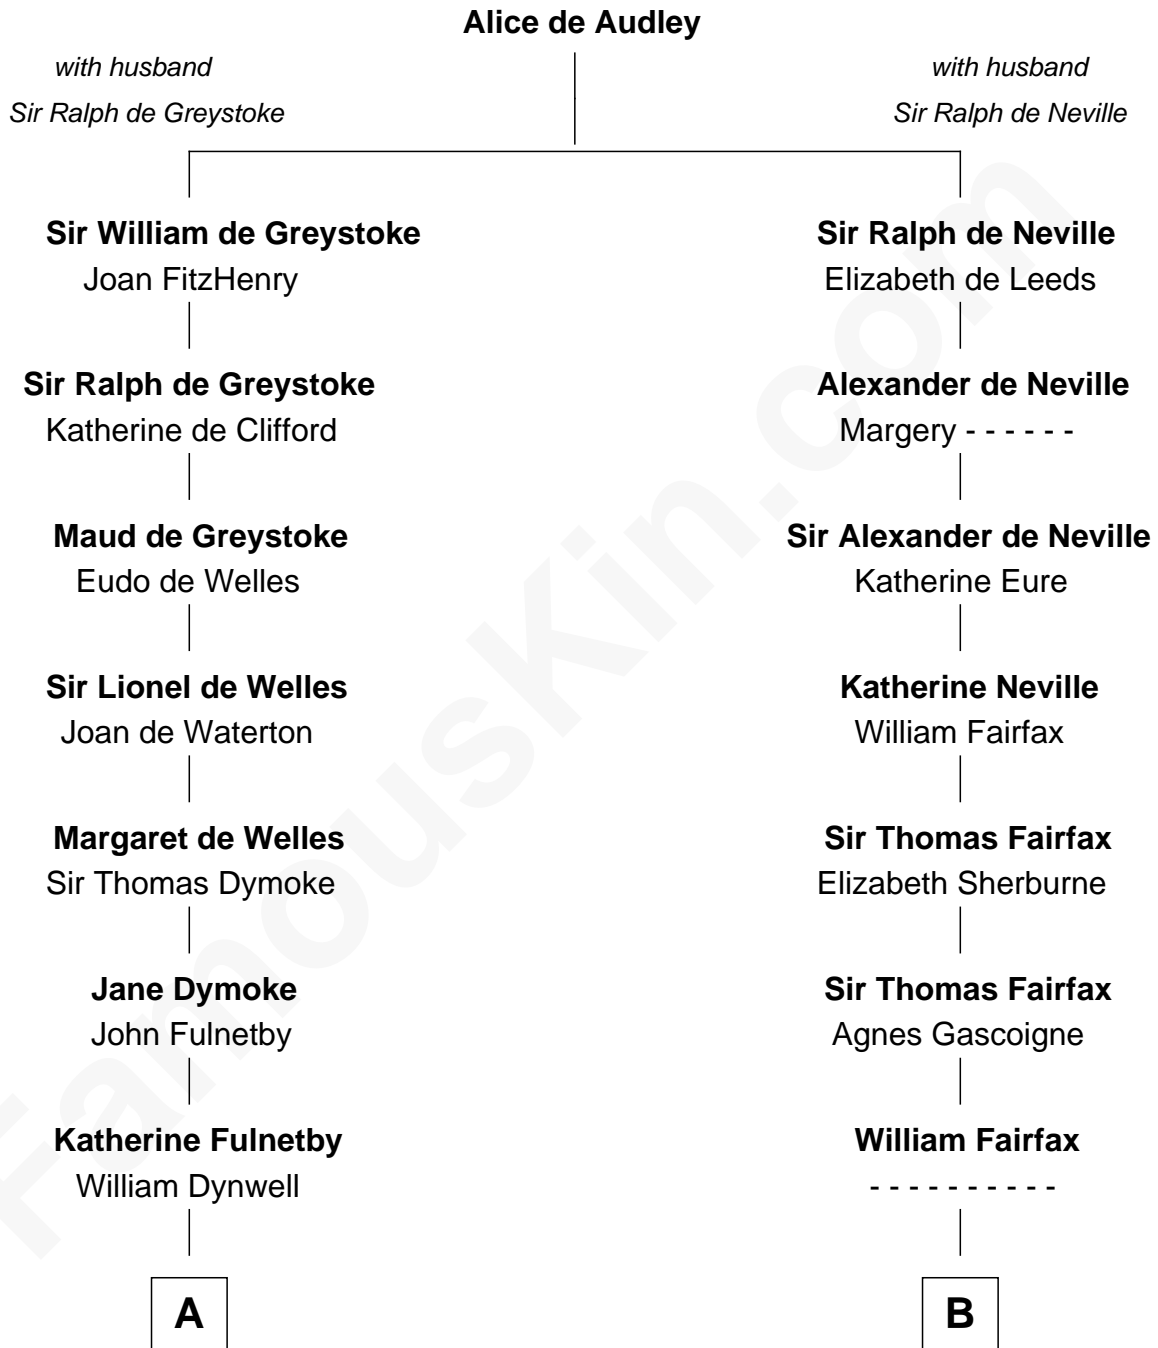 Alice de Audley
with husband
Sir Ralph de Greystoke
with husband
Sir Ralph de Neville
Sir William de Greystoke
Joan FitzHenry
Sir Ralph de Greystoke
Katherine de Clifford
Maud de Greystoke
Eudo de Welles
Sir Lionel de Welles
Joan de Waterton
Margaret de Welles
Sir Thomas Dymoke
Jane Dymoke
John Fulnetby
Katherine Fulnetby
William Dynwell
A
Sir Ralph de Neville
Elizabeth de Leeds
Alexander de Neville
Margery - - - - - -
Sir Alexander de Neville
Katherine Eure
Katherine Neville
William Fairfax
Sir Thomas Fairfax
Elizabeth Sherburne
Sir Thomas Fairfax
Agnes Gascoigne
William Fairfax
- - - - - - - - - -
B
FamousKin.com